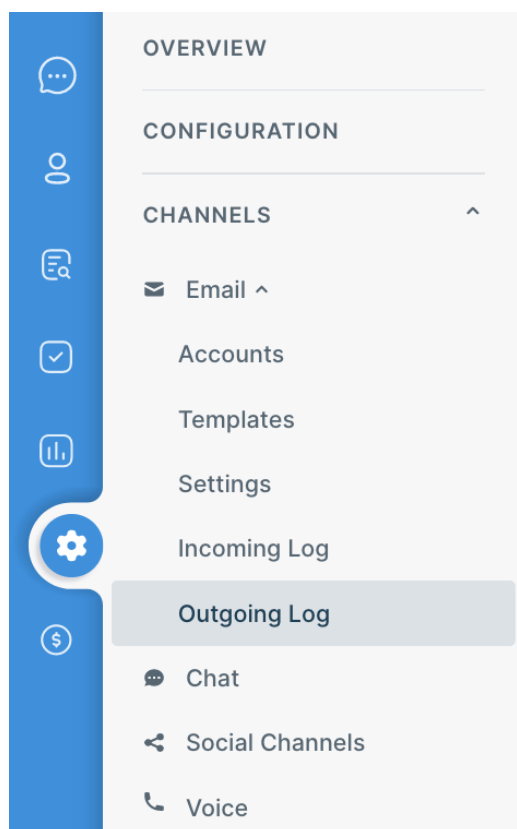 OVERVIEW
CONFIGURATION
CHANNELS
Email
Accounts
Templates
Settings
Incoming Log
Outgoing Log
Chat
Social Channels
Voice